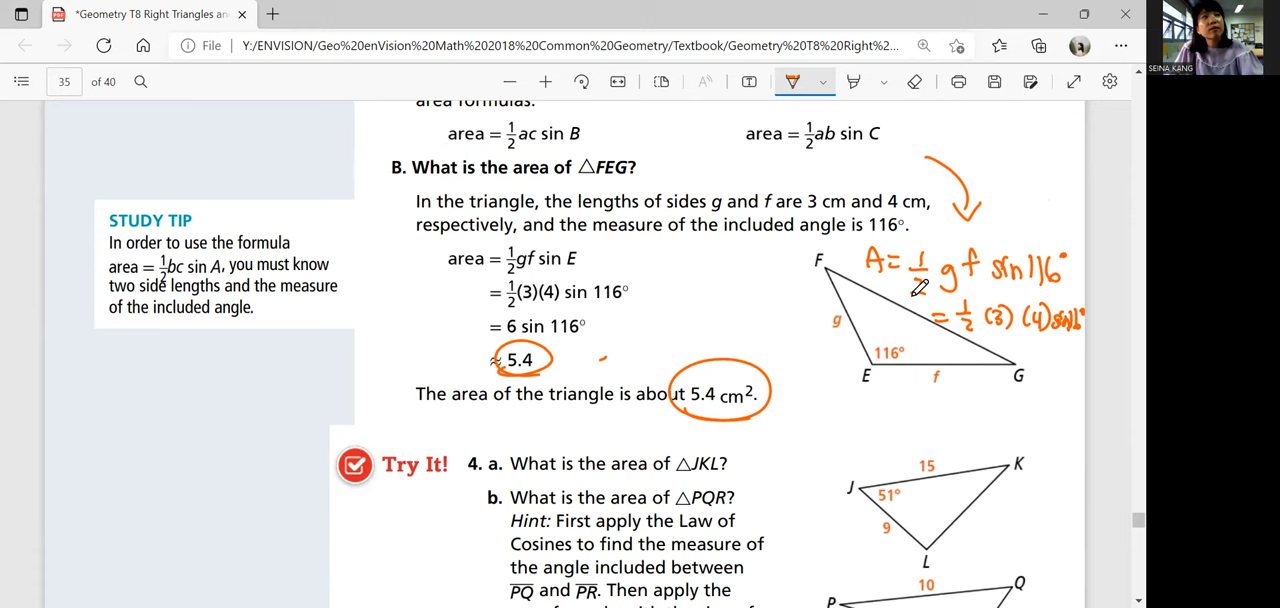 *Geometry T8 Right Triangles an
File
Y:/ENVISION/Geo%20enVision%20Math%202018%20Common%20Geometry/Textbook/Geometry%20T8%20Right%2...
SEINA KANG
35 of 40
area formulas.
area = 1/2 ac sin B
area = 1/2 ab sin C
B. What is the area of △FEG?
In the triangle, the lengths of sides g and f are 3 cm and 4 cm,
respectively, and the measure of the included angle is 116°.
STUDY TIP
In order to use the formula
area = 1/2 bc sin A, you must know
two side lengths and the measure
of the included angle.
area = 1/2 gf sin E
= 1/2 (3)(4) sin 116°
= 6 sin 116°
≈ 5.4
The area of the triangle is about 5.4 cm².
A = 1/2 g f sin 116°
= 1/2 (3) (4) sin 116°
F
g
116°
E
f
G
Try It!
4. a. What is the area of △JKL?
b. What is the area of △PQR?
Hint: First apply the Law of
Cosines to find the measure of
the angle included between
PQ and PR. Then apply the
15
K
J
51°
9
L
10
Q
P